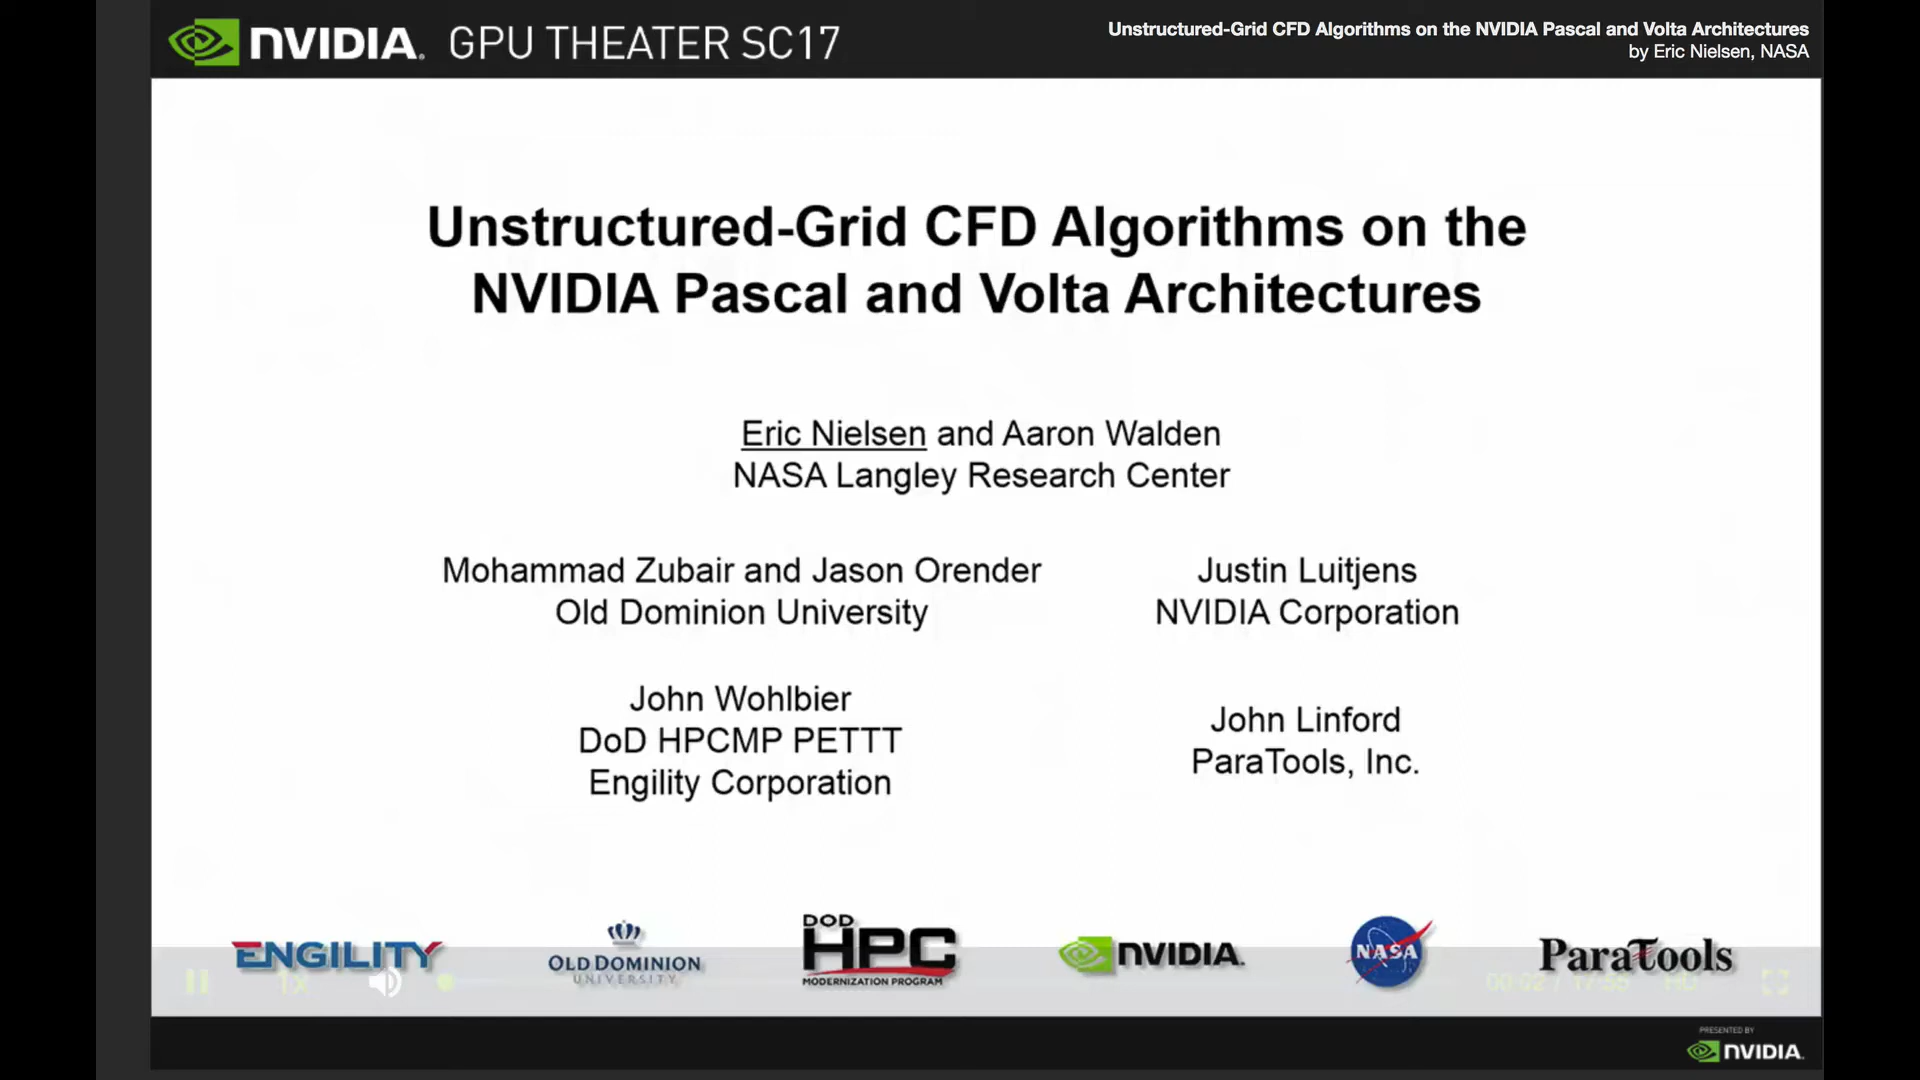 NVIDIA. GPU THEATER SC17
Unstructured-Grid CFD Algorithms on the NVIDIA Pascal and Volta Architectures
by Eric Nielsen, NASA
Unstructured-Grid CFD Algorithms on the
NVIDIA Pascal and Volta Architectures
Eric Nielsen and Aaron Walden
NASA Langley Research Center
Mohammad Zubair and Jason Orender
Old Dominion University
Justin Luitjens
NVIDIA Corporation
John Wohlbier
DoD HPCMP PETTT
Engility Corporation
John Linford
ParaTools, Inc.
ENGILITY
OLD DOMINION
UNIVERSITY
DOD
HPC
MODERNIZATION PROGRAM
NVIDIA.
NASA
ParaTools
1x
HD
PRESENTED BY
NVIDIA.